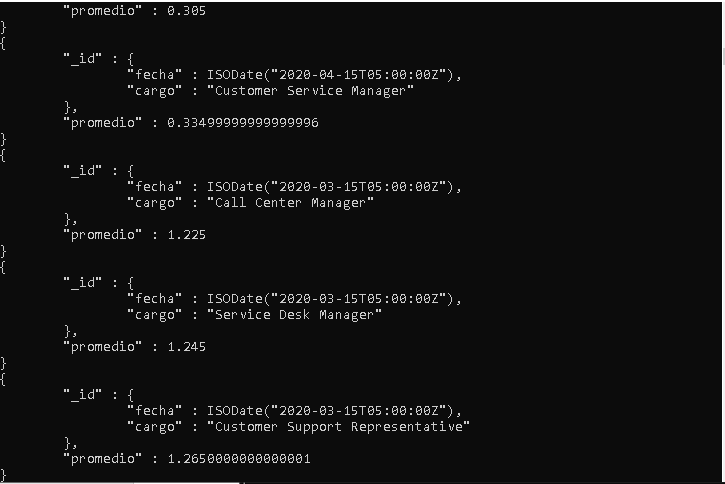 "promedio" : 0.305
}
{
"_id" : {
"fecha" : ISODate("2020-04-15T05:00:00Z"),
"cargo" : "Customer Service Manager"
},
"promedio" : 0.33499999999999996
}
{
"_id" : {
"fecha" : ISODate("2020-03-15T05:00:00Z"),
"cargo" : "Call Center Manager"
},
"promedio" : 1.225
}
{
"_id" : {
"fecha" : ISODate("2020-03-15T05:00:00Z"),
"cargo" : "Service Desk Manager"
},
"promedio" : 1.245
}
{
"_id" : {
"fecha" : ISODate("2020-03-15T05:00:00Z"),
"cargo" : "Customer Support Representative"
},
"promedio" : 1.2650000000000001
}